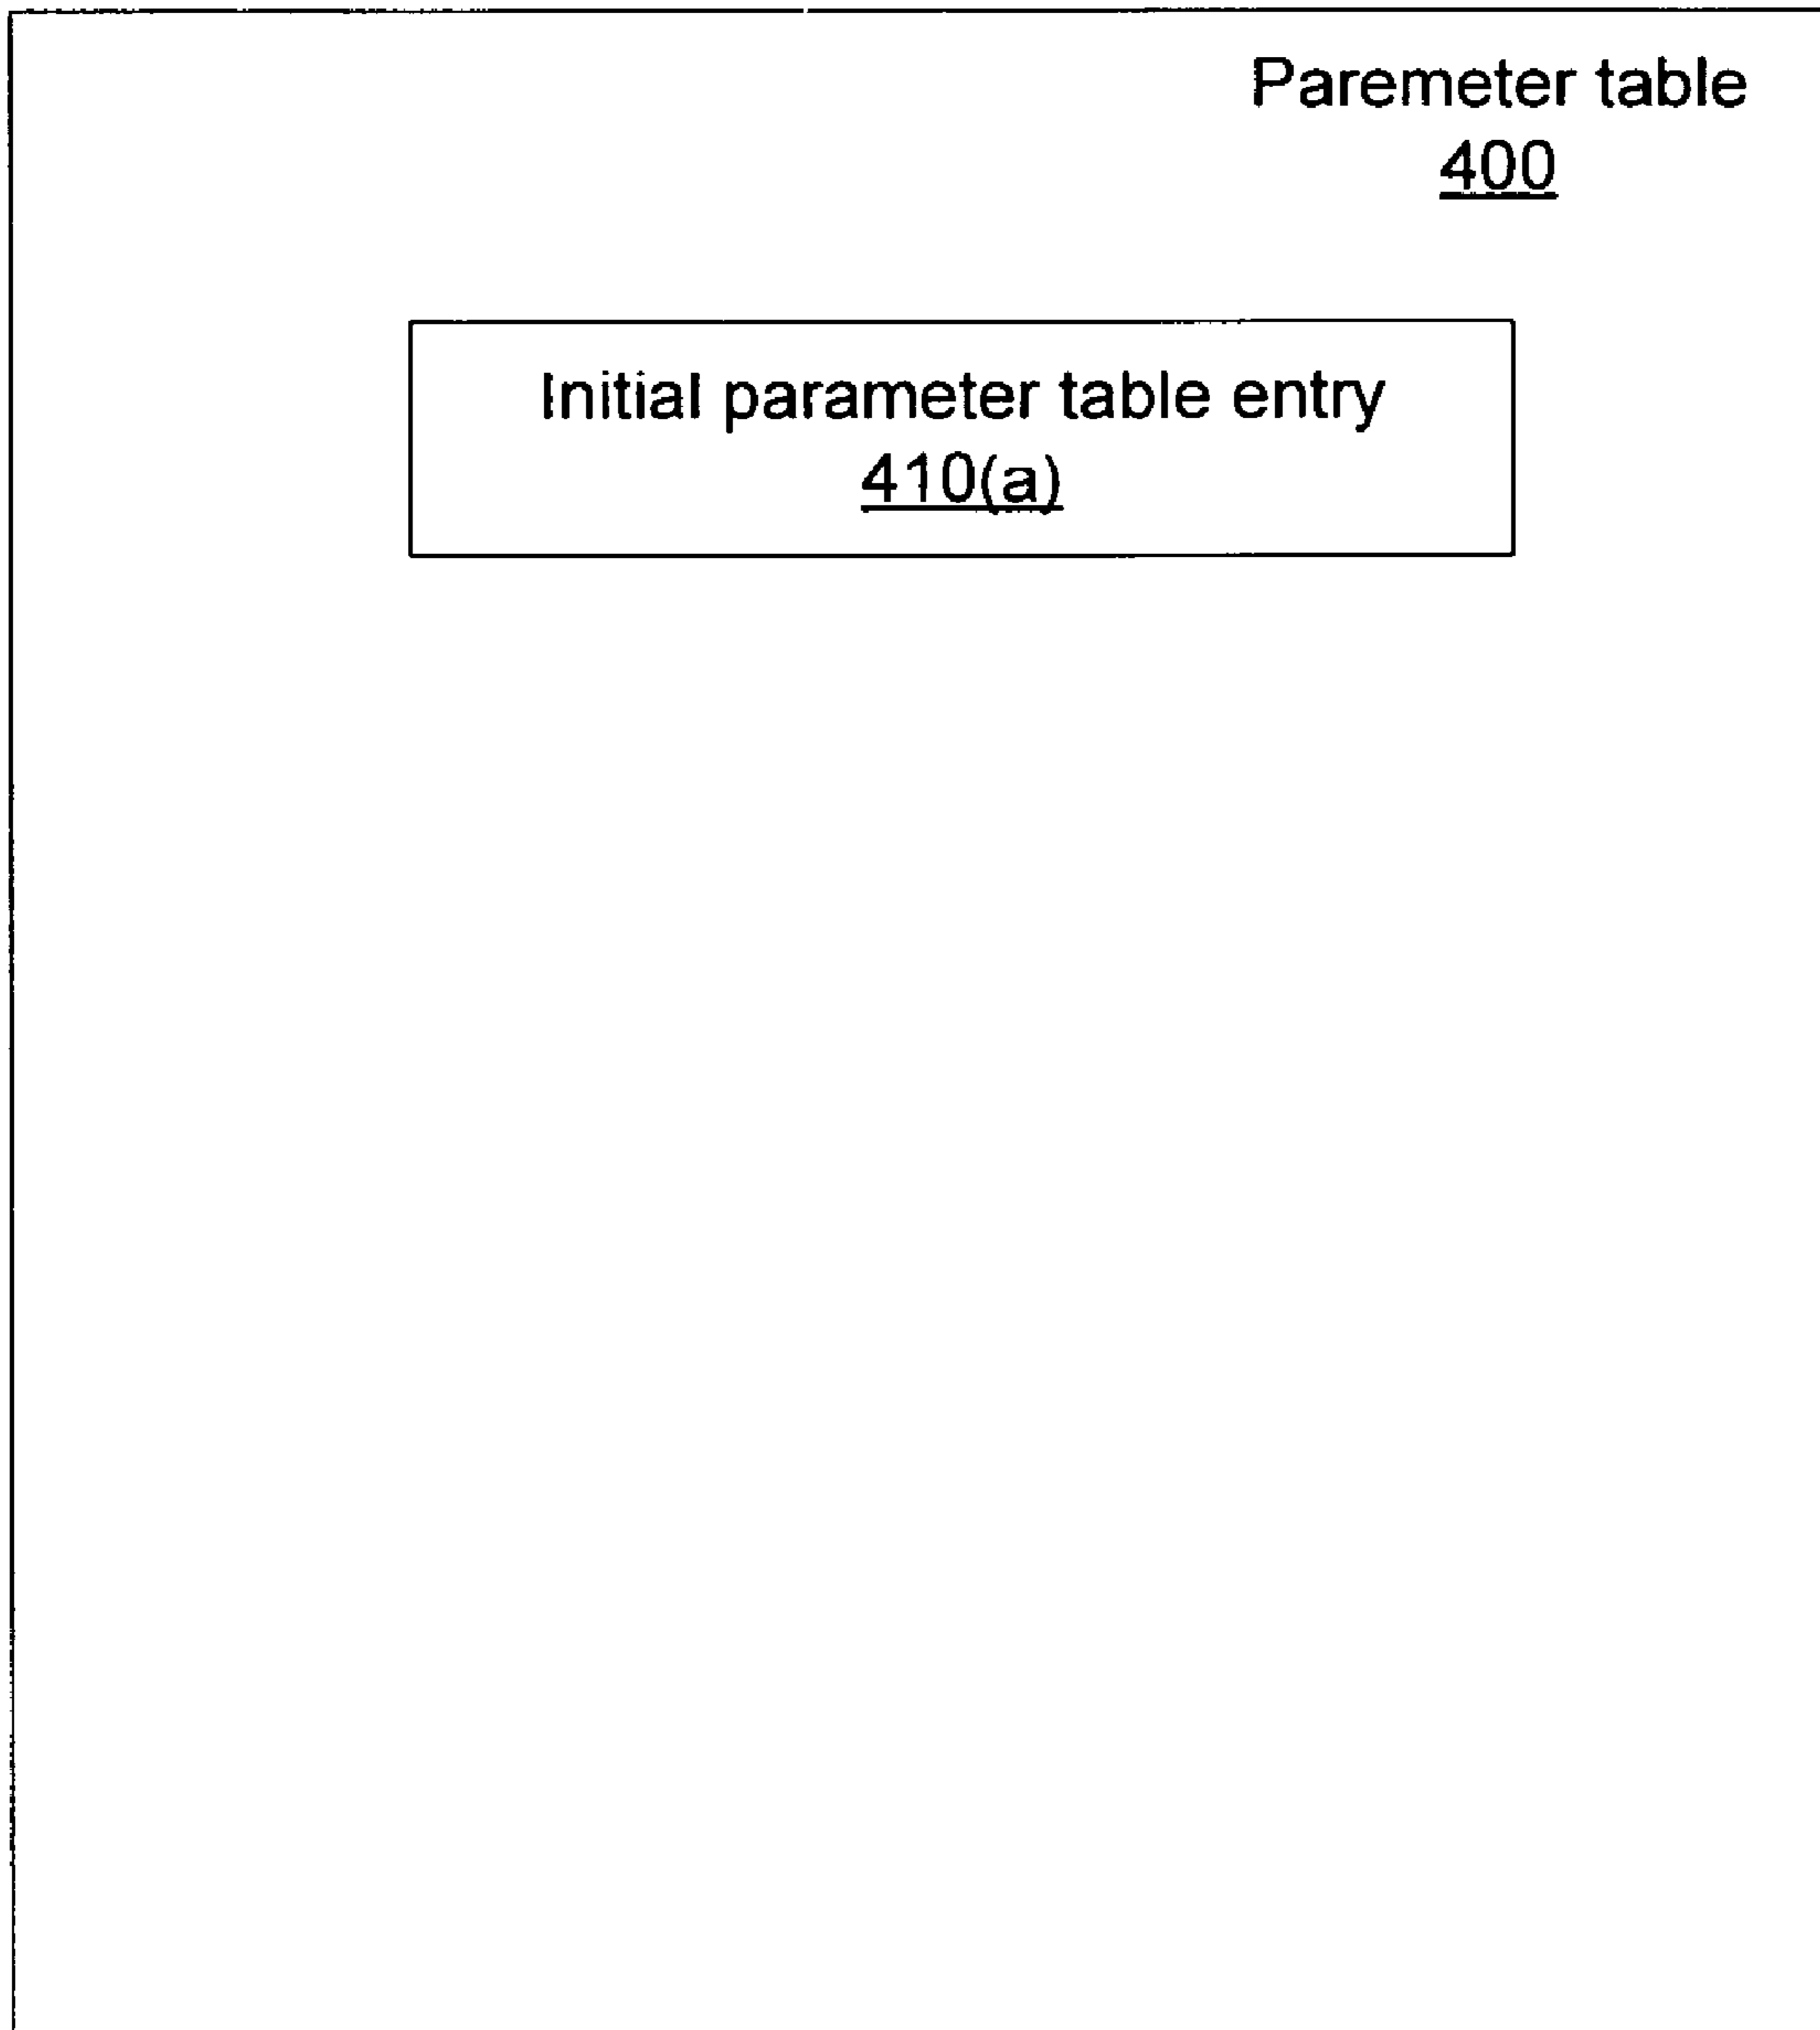 Paremeter table
400
Initial parameter table entry
410(a)